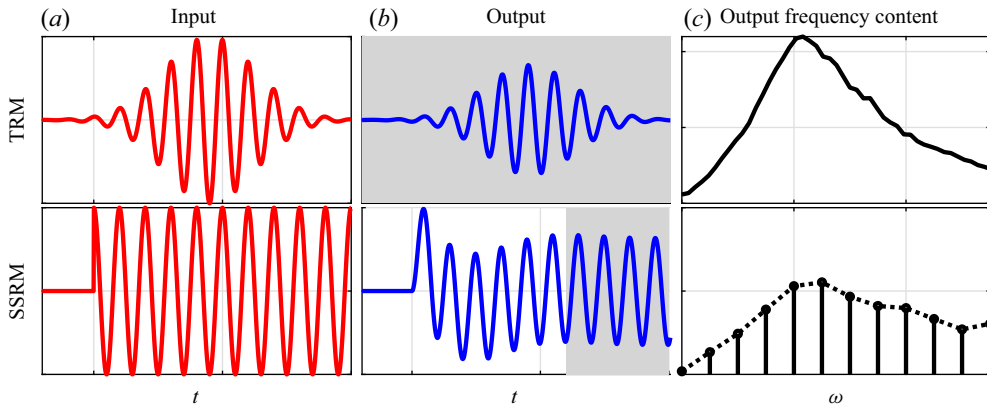 (a) Input
(b) Output
(c) Output frequency content
TRM
SSRM
t
t
ω